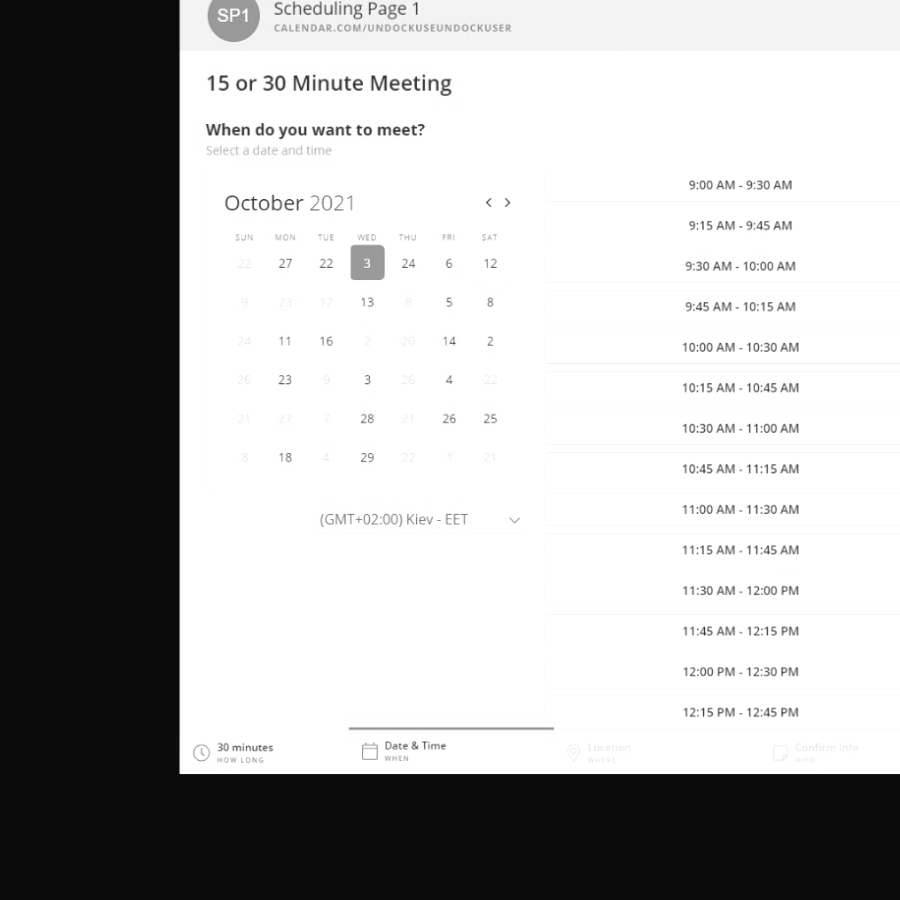 SP1
Scheduling Page 1
CALENDAR.COM/UNDOCKUSEUNDOCKUSER
15 or 30 Minute Meeting
When do you want to meet?
Select a date and time
October 2021
SUN MON TUE WED THU FRI SAT
22 27 22 3 24 6 12
9 23 12 13 8 5 8
24 11 16 2 20 14 2
26 23 9 3 26 4 22
21 27 7 28 21 26 25
8 18 4 29 22 1 21
(GMT+02:00) Kiev - EET
9:00 AM - 9:30 AM
9:15 AM - 9:45 AM
9:30 AM - 10:00 AM
9:45 AM - 10:15 AM
10:00 AM - 10:30 AM
10:15 AM - 10:45 AM
10:30 AM - 11:00 AM
10:45 AM - 11:15 AM
11:00 AM - 11:30 AM
11:15 AM - 11:45 AM
11:30 AM - 12:00 PM
11:45 AM - 12:15 PM
12:00 PM - 12:30 PM
12:15 PM - 12:45 PM
30 minutes
HOW LONG
Date & Time
WHEN
Location
WHERE
Confirm Info
WHO